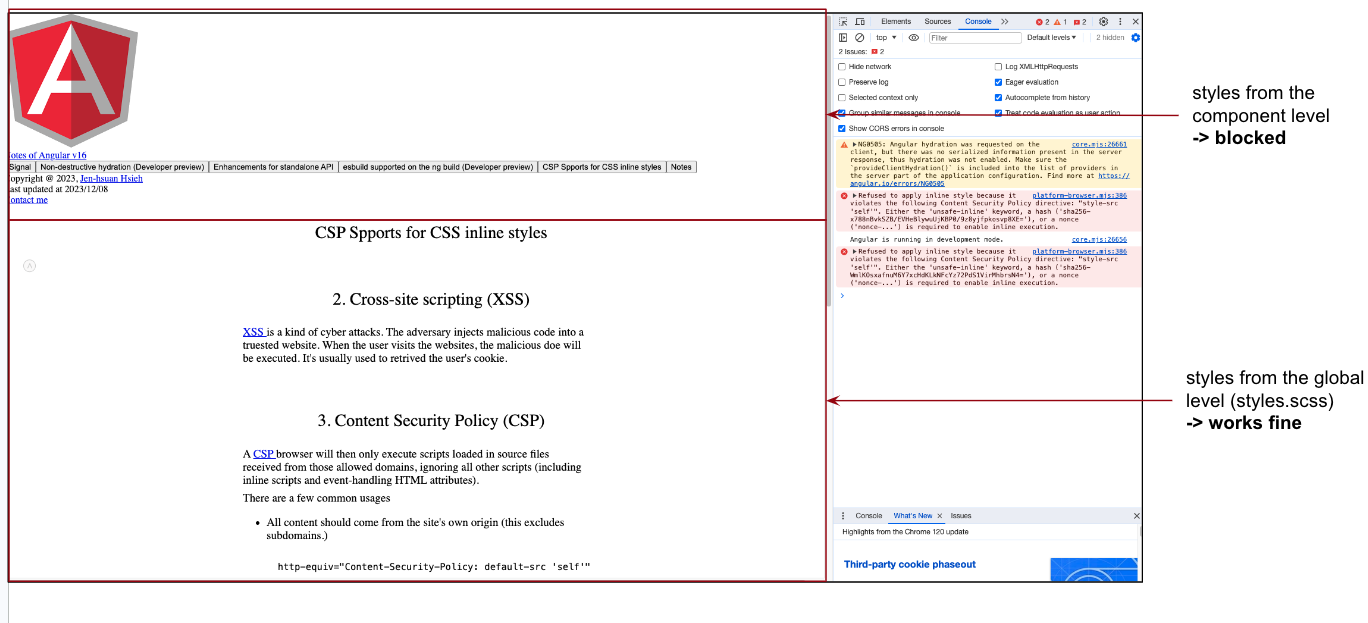 A
otes of Angular v16
Signal Non-destructive hydration (Developer preview) Enhancements for standalone API esbuild supported on the ng build (Developer preview) CSP Spports for CSS inline styles Notes
opyright @ 2023, Jen-hsuan Hsieh
ast updated at 2023/12/08
ontact me
CSP Spports for CSS inline styles
A
2. Cross-site scripting (XSS)
XSS is a kind of cyber attacks. The adversary injects malicious code into a
truested website. When the user visits the websites, the malicious doe will
be executed. It's usually used to retrived the user's cookie.
3. Content Security Policy (CSP)
A CSP browser will then only execute scripts loaded in source files
received from those allowed domains, ignoring all other scripts (including
inline scripts and event-handling HTML attributes).
There are a few common usages
• All content should come from the site's own origin (this excludes
subdomains.)
http-equiv="Content-Security-Policy: default-src 'self'"
Elements Sources Console 2 1 2
top Filter Default levels 2 hidden
2 Issues: 2
Hide network Log XMLHttpRequests
Preserve log Eager evaluation
Selected context only Autocomplete from history
Group similar messages in console Treat code evaluation as user action
Show CORS errors in console
NG0505: Angular hydration was requested on the core.mjs:26661
client, but there was no serialized information present in the server
response, thus hydration was not enabled. Make sure the
`provideClientHydration()` is included into the list of providers in
the server part of the application configuration. Find more at https://
angular.io/errors/NG0505
Refused to apply inline style because it platform-browser.mjs:386
violates the following Content Security Policy directive: "style-src
'self'". Either the 'unsafe-inline' keyword, a hash ('sha256-
), or a nonce
('nonce-...') is required to enable inline execution.
Angular is running in development mode. core.mjs:26656
Refused to apply inline style because it platform-browser.mjs:386
violates the following Content Security Policy directive: "style-src
'self'". Either the 'unsafe-inline' keyword, a hash ('sha256-
), or a nonce
('nonce-...') is required to enable inline execution.
Console What's New Issues
Highlights from the Chrome 120 update
Third-party cookie phaseout
styles from the
component level
-> blocked
styles from the global
level (styles.scss)
-> works fine